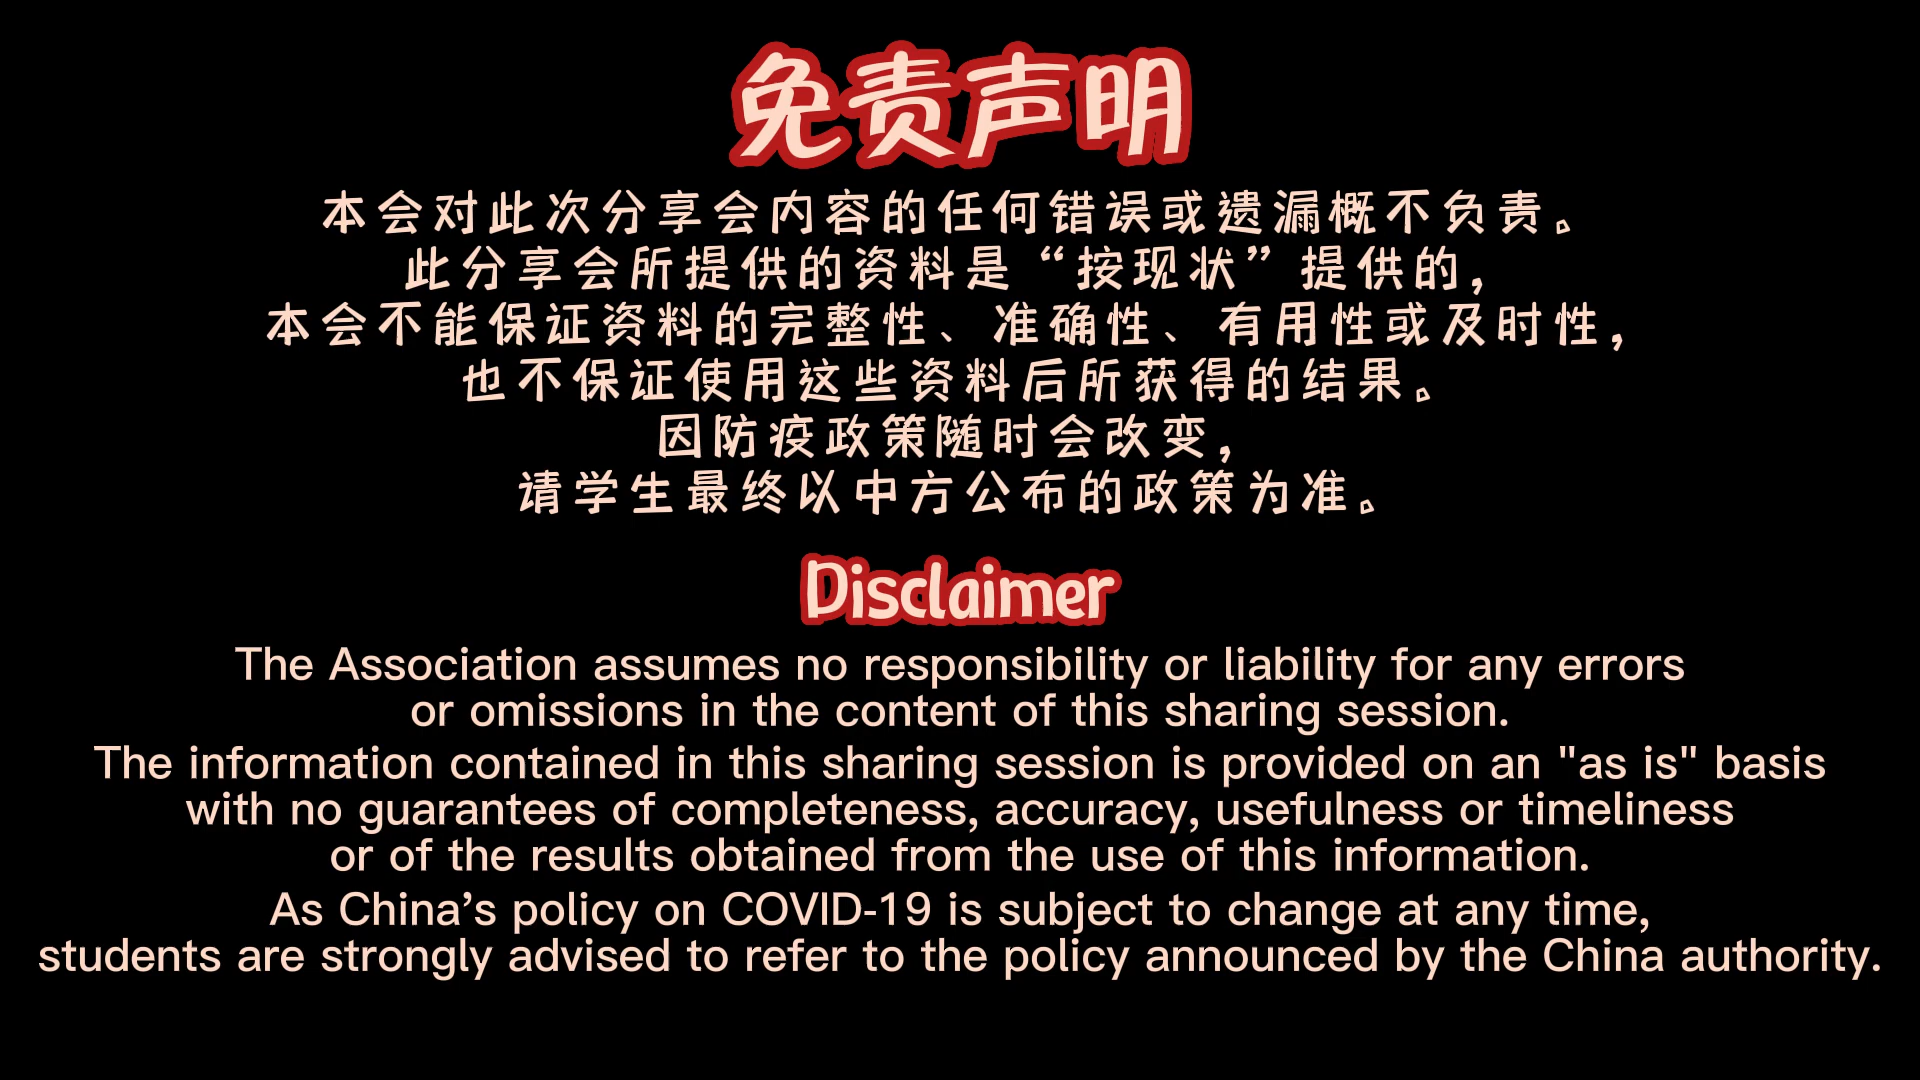 免责声明
本会对此次分享会内容的任何错误或遗漏概不负责。
此分享会所提供的资料是“按现状”提供的，
本会不能保证资料的完整性、准确性、有用性或及时性，
也不保证使用这些资料后所获得的结果。
因防疫政策随时会改变，
请学生最终以中方公布的政策为准。
Disclaimer
The Association assumes no responsibility or liability for any errors
or omissions in the content of this sharing session.
The information contained in this sharing session is provided on an "as is" basis
with no guarantees of completeness, accuracy, usefulness or timeliness
or of the results obtained from the use of this information.
As China’s policy on COVID-19 is subject to change at any time,
students are strongly advised to refer to the policy announced by the China authority.